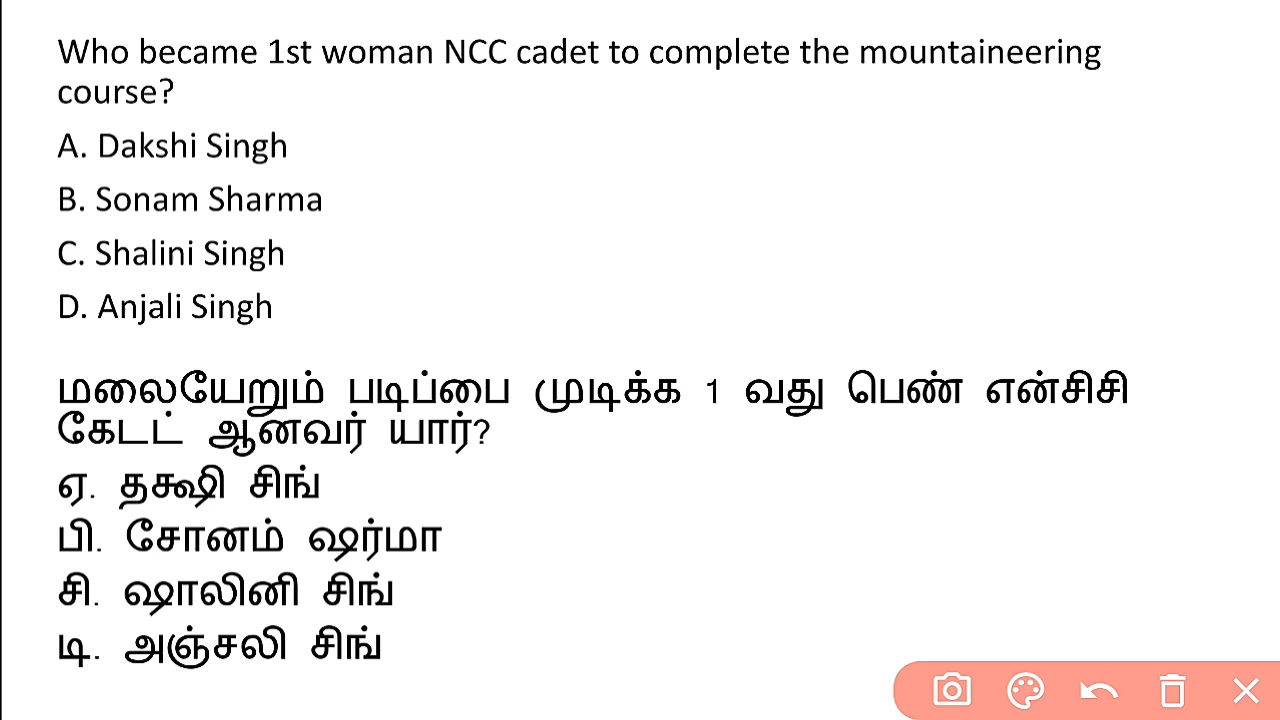 Who became 1st woman NCC cadet to complete the mountaineering
course?
A. Dakshi Singh
B. Sonam Sharma
C. Shalini Singh
D. Anjali Singh
மலையேறும் படிப்பை முடிக்க 1 வது பெண் என்சிசி
கேடட் ஆனவர் யார்?
ஏ. தக்ஷி சிங்
பி. சோனம் ஷர்மா
சி. ஷாலினி சிங்
டி. அஞ்சலி சிங்